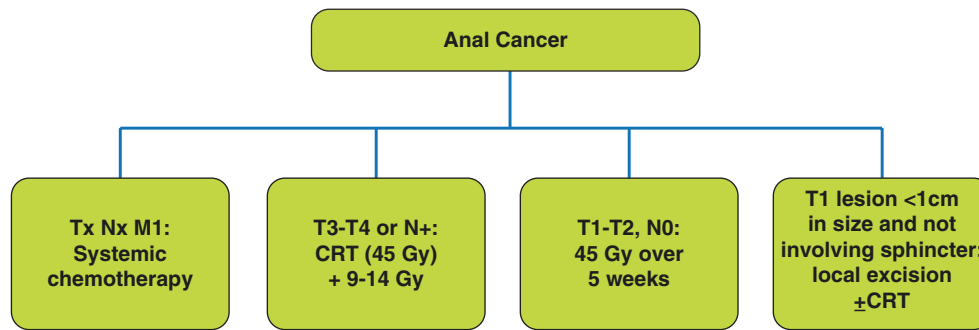 Anal Cancer
Tx Nx M1:
Systemic
chemotherapy
T3-T4 or N+:
CRT (45 Gy)
+ 9-14 Gy
T1-T2, N0:
45 Gy over
5 weeks
T1 lesion <1cm
in size and not
involving sphincter:
local excision
±CRT